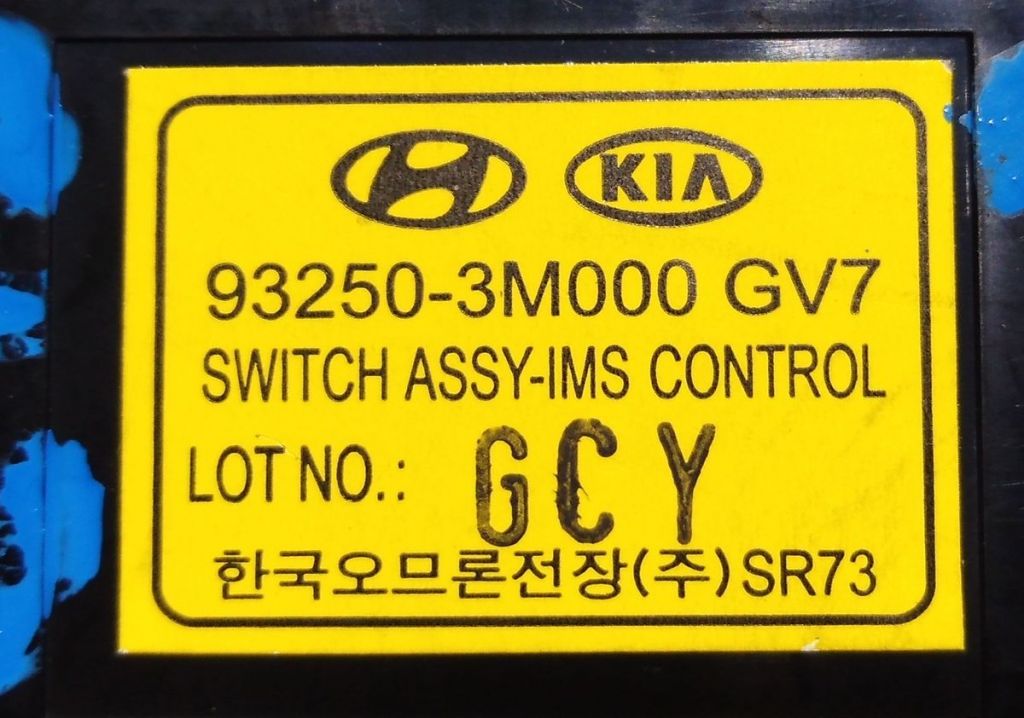 KIA
93250-3M000 GV7
SWITCH ASSY-IMS CONTROL
LOT NO.: GCY
한국오므론전장(주)SR73